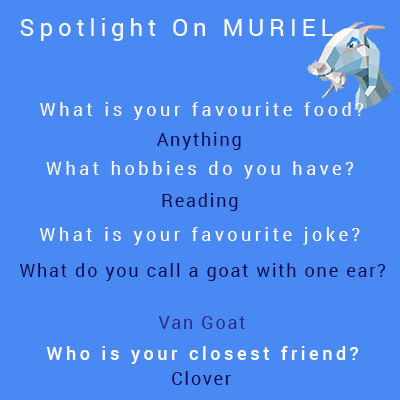 Spotlight On MURIEL
What is your favourite food?
Anything
What hobbies do you have?
Reading
What is your favourite joke?
What do you call a goat with one ear?
Van Goat
Who is your closest friend?
Clover